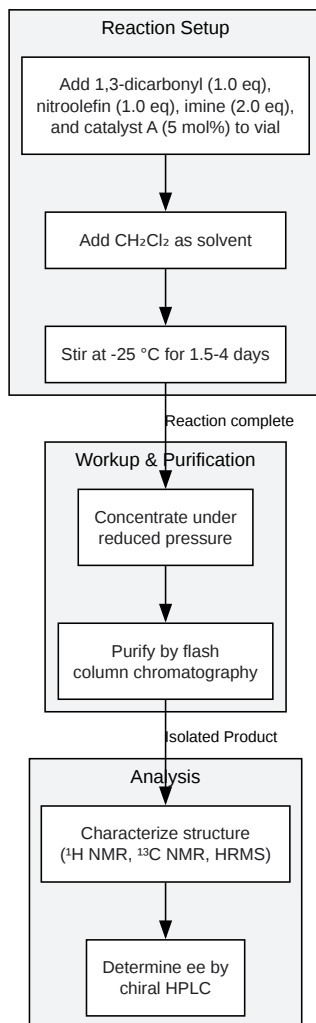 Reaction Setup
Add 1,3-dicarbonyl (1.0 eq),
nitroolefin (1.0 eq), imine (2.0 eq),
and catalyst A (5 mol%) to vial
Add CH₂Cl₂ as solvent
Stir at -25 °C for 1.5-4 days
Reaction complete
Workup & Purification
Concentrate under
reduced pressure
Purify by flash
column chromatography
Isolated Product
Analysis
Characterize structure
(¹H NMR, ¹³C NMR, HRMS)
Determine ee by
chiral HPLC